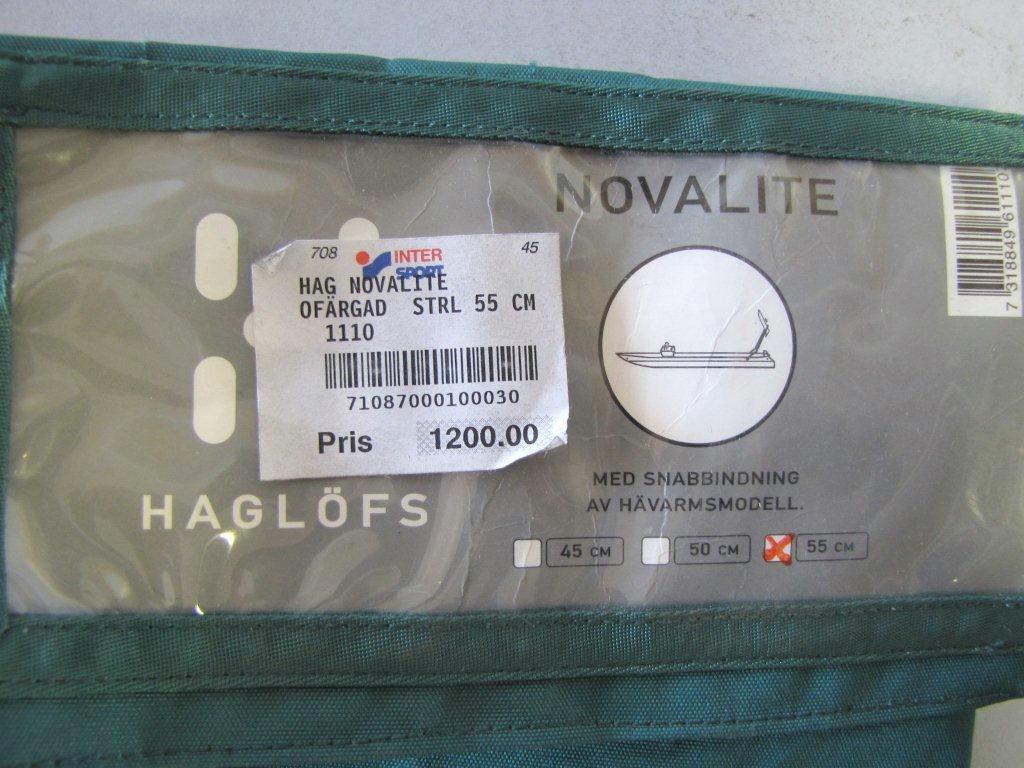 NOVALITE
708 INTER SPORT 45
HAG NOVALITE
OFÄRGAD STRL 55 CM
1110
71087000100030
Pris 1200.00
7 318849 61110
MED SNABBINDNING
AV HÄVARMSMODELL.
HAGLÖFS
45 CM 50 CM 55 CM